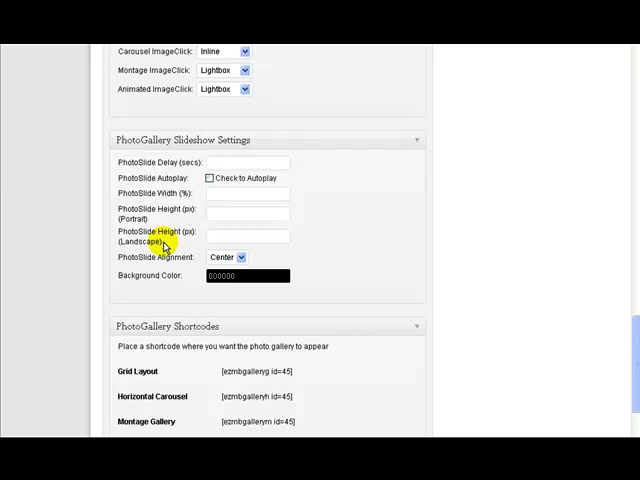 Carousel ImageClick: Inline
Montage ImageClick: Lightbox
Animated ImageClick: Lightbox
PhotoGallery Slideshow Settings
PhotoSlide Delay (secs):
PhotoSlide Autoplay: Check to Autoplay
PhotoSlide Width (%):
PhotoSlide Height (px):
(Portrait)
PhotoSlide Height (px):
(Landscape)
PhotoSlide Alignment: Center
Background Color: 000000
PhotoGallery Shortcodes
Place a shortcode where you want the photo gallery to appear
Grid Layout [ezmbgalleryg id=45]
Horizontal Carousel [ezmbgalleryh id=45]
Montage Gallery [ezmbgallerym id=45]